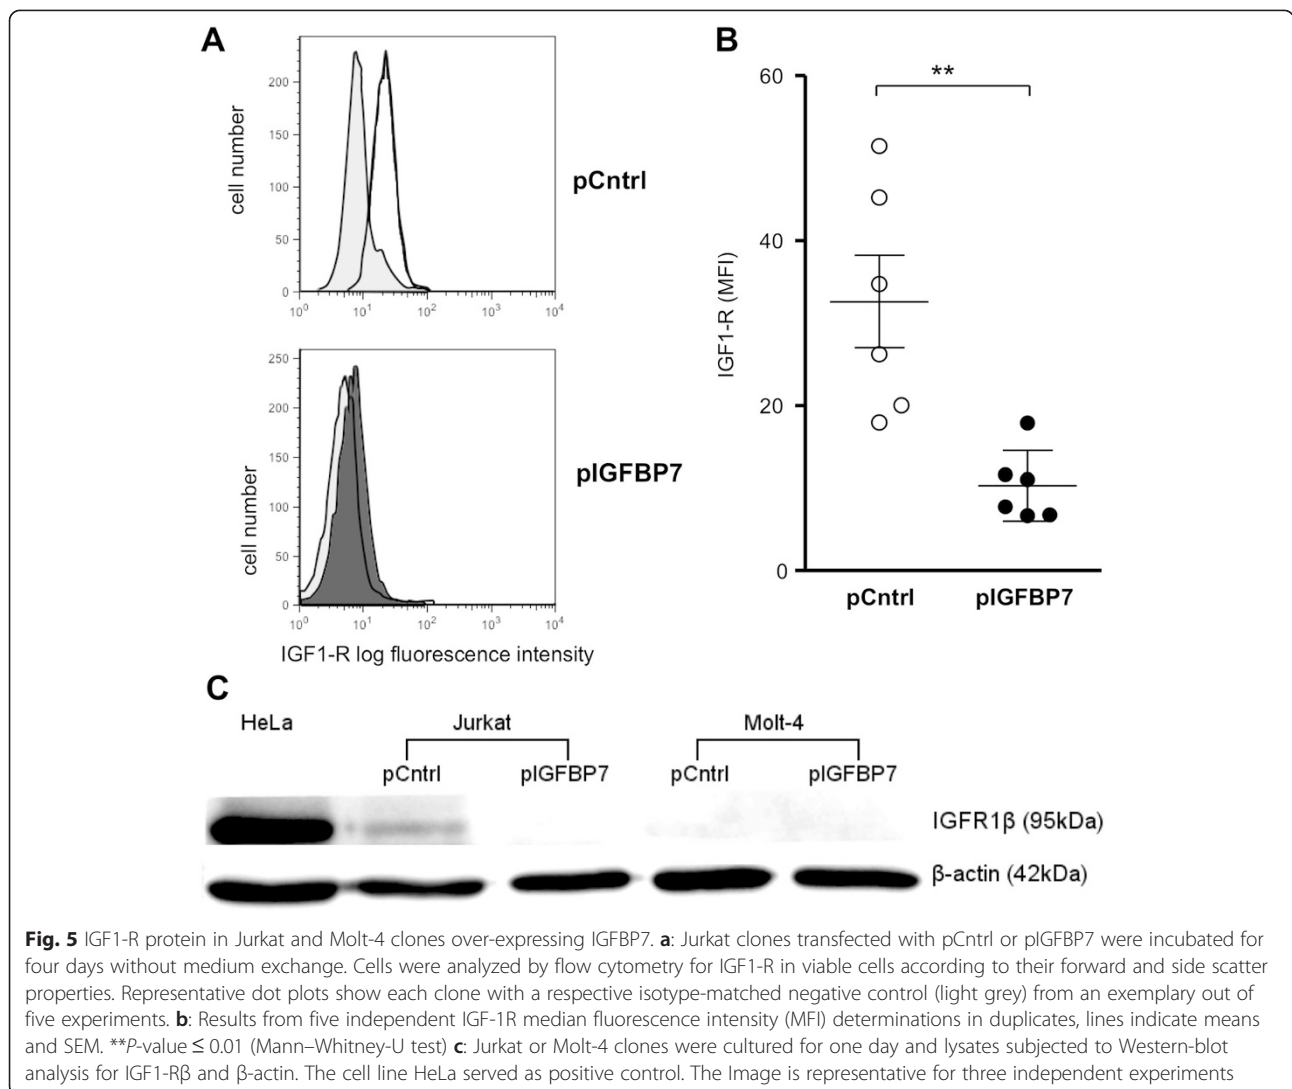 A
cell number
200
150
100
50
0
10⁰ 10¹ 10² 10³ 10⁴
pCntrl
cell number
250
200
150
100
50
0
10⁰ 10¹ 10² 10³ 10⁴
pIGFBP7
IGF1-R log fluorescence intensity
B
IGF1-R (MFI)
60
40
20
0
**
pCntrl pIGFBP7
C
HeLa Jurkat Molt-4
pCntrl pIGFBP7 pCntrl pIGFBP7
IGFR1β (95kDa)
β-actin (42kDa)
Fig. 5 IGF1-R protein in Jurkat and Molt-4 clones over-expressing IGFBP7. a: Jurkat clones transfected with pCntrl or pIGFBP7 were incubated for
four days without medium exchange. Cells were analyzed by flow cytometry for IGF1-R in viable cells according to their forward and side scatter
properties. Representative dot plots show each clone with a respective isotype-matched negative control (light grey) from an exemplary out of
five experiments. b: Results from five independent IGF-1R median fluorescence intensity (MFI) determinations in duplicates, lines indicate means
and SEM. **P-value ≤ 0.01 (Mann–Whitney-U test) c: Jurkat or Molt-4 clones were cultured for one day and lysates subjected to Western-blot
analysis for IGF1-Rβ and β-actin. The cell line HeLa served as positive control. The Image is representative for three independent experiments